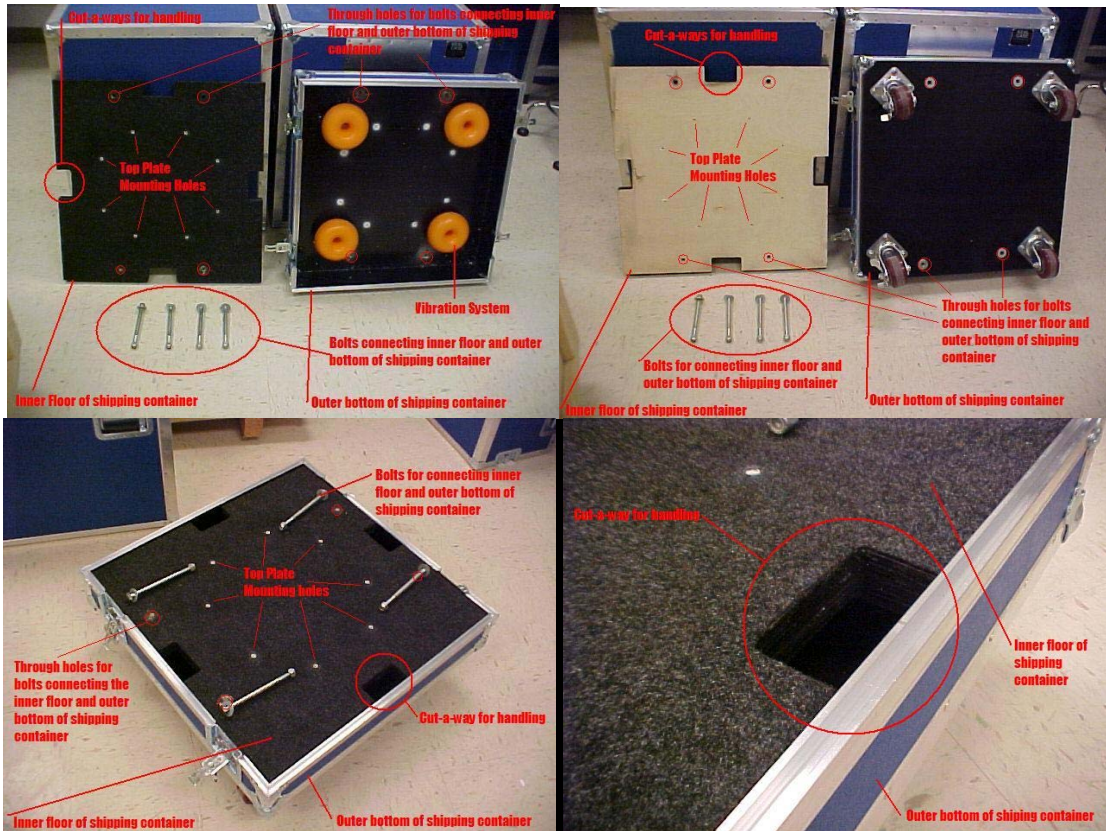 Cut-a-ways for handling
Through holes for bolts connecting inner
floor and outer bottom of shipping
container
Top Plate
Mounting Holes
Vibration System
Bolts connecting inner floor and outer
bottom of shipping container
Inner Floor of shipping container
Outer bottom of shipping container
Cut-a-ways for handling
Top Plate
Mounting Holes
Through holes for bolts
connecting inner floor and
outer bottom of shipping
container
Bolts for connecting inner floor and
outer bottom of shipping container
Inner floor of shipping container
Outer bottom of shipping container
Bolts for connecting inner
floor and outer bottom of
shipping container
Top Plate
Mounting holes
Through holes for
bolts connecting the
inner floor and outer
bottom of shipping
container
Cut-a-way for handling
Inner floor of shipping container
Outer bottom of shipping container
Cut-a-way for handling
Inner floor of
shipping
container
Outer bottom of shiping container